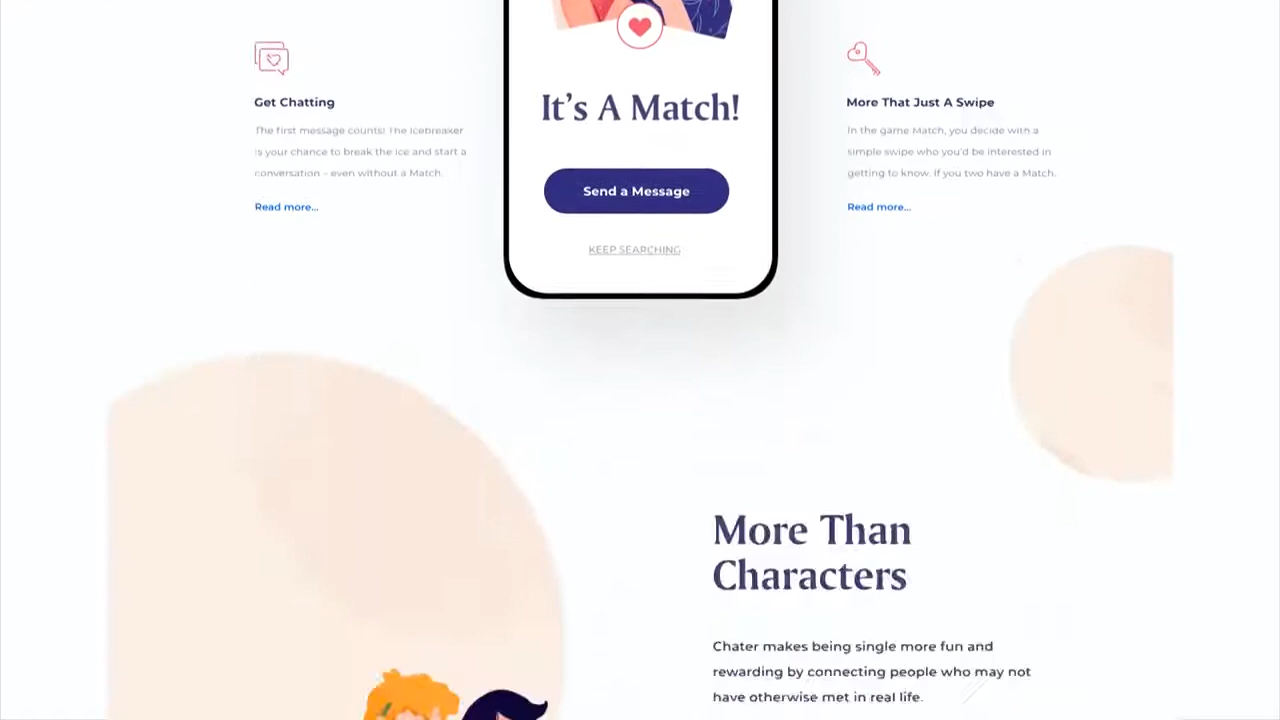 Get Chatting
The first message counts! The Icebreaker
is your chance to break the ice and start a
conversation - even without a Match.
Read more...
It's A Match!
Send a Message
KEEP SEARCHING
More That Just A Swipe
In the game Match, you decide with a
simple swipe who you'd be interested in
getting to know. If you two have a Match.
Read more...
More Than
Characters
Chater makes being single more fun and
rewarding by connecting people who may not
have otherwise met in real life.